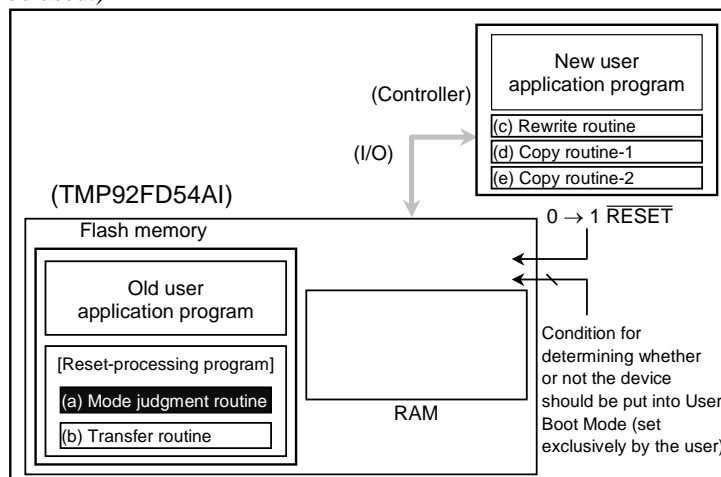 be used.)
New user
application program
(Controller)
(c) Rewrite routine
(I/O)
(d) Copy routine-1
(e) Copy routine-2
(TMP92FD54AI)
0 → 1 RESET
Flash memory
Old user
application program
[Reset-processing program]
(a) Mode judgment routine
(b) Transfer routine
RAM
Condition for
determining whether
or not the device
should be put into User
Boot Mode (set
exclusively by the user)